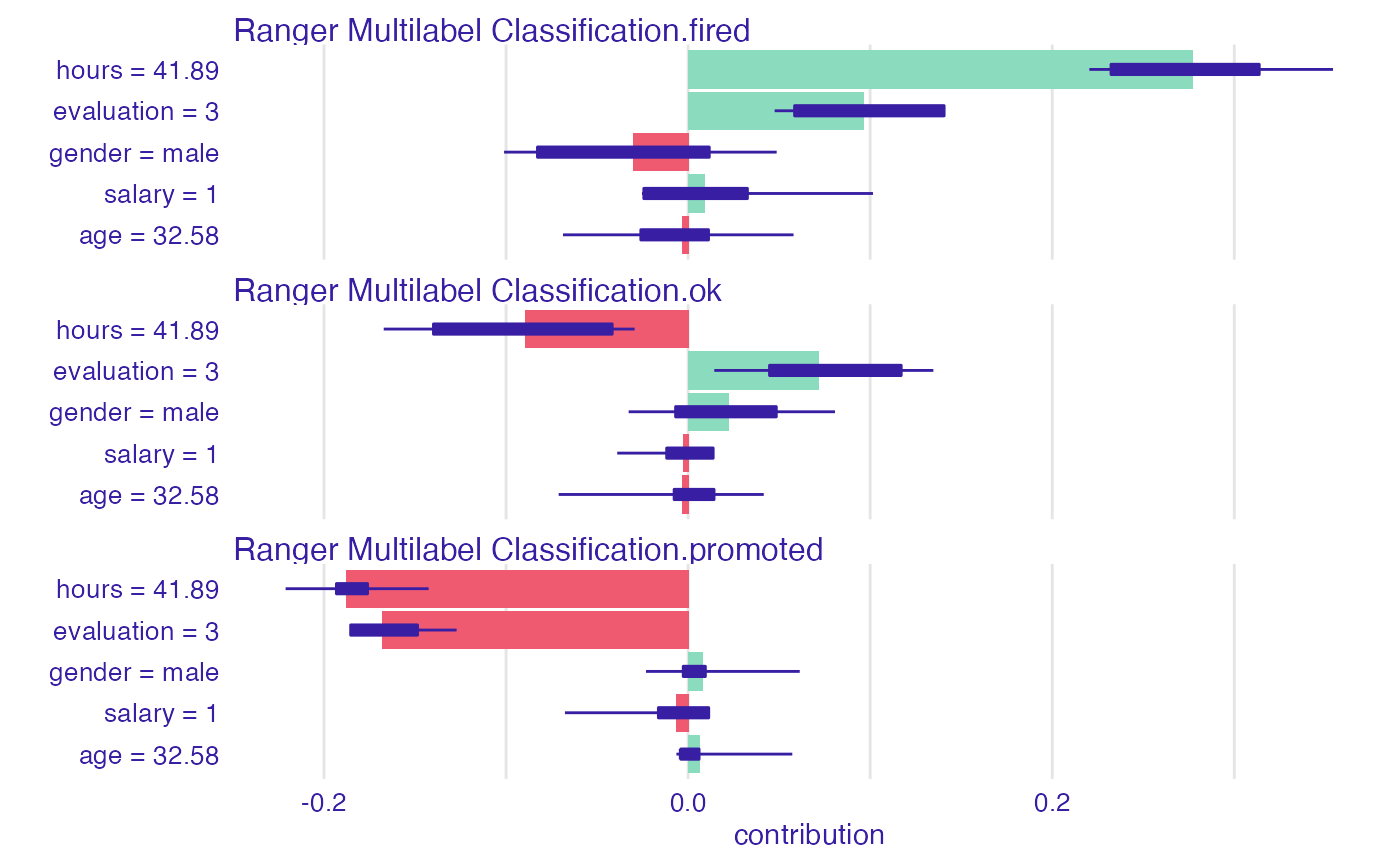 Ranger Multilabel Classification.fired
hours = 41.89
evaluation = 3
gender = male
salary = 1
age = 32.58
Ranger Multilabel Classification.ok
hours = 41.89
evaluation = 3
gender = male
salary = 1
age = 32.58
Ranger Multilabel Classification.promoted
hours = 41.89
evaluation = 3
gender = male
salary = 1
age = 32.58
-0.2 0.0 0.2
contribution